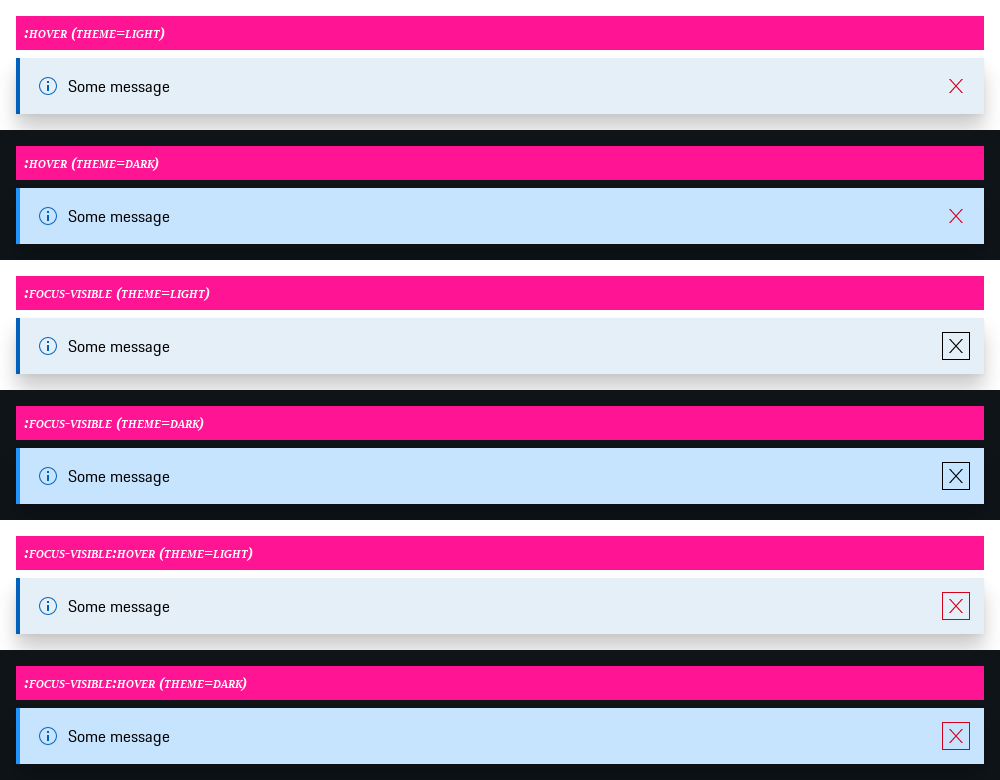 :hover (theme=light)
Some message
:hover (theme=dark)
Some message
:focus-visible (theme=light)
Some message
:focus-visible (theme=dark)
Some message
:focus-visible:hover (theme=light)
Some message
:focus-visible:hover (theme=dark)
Some message